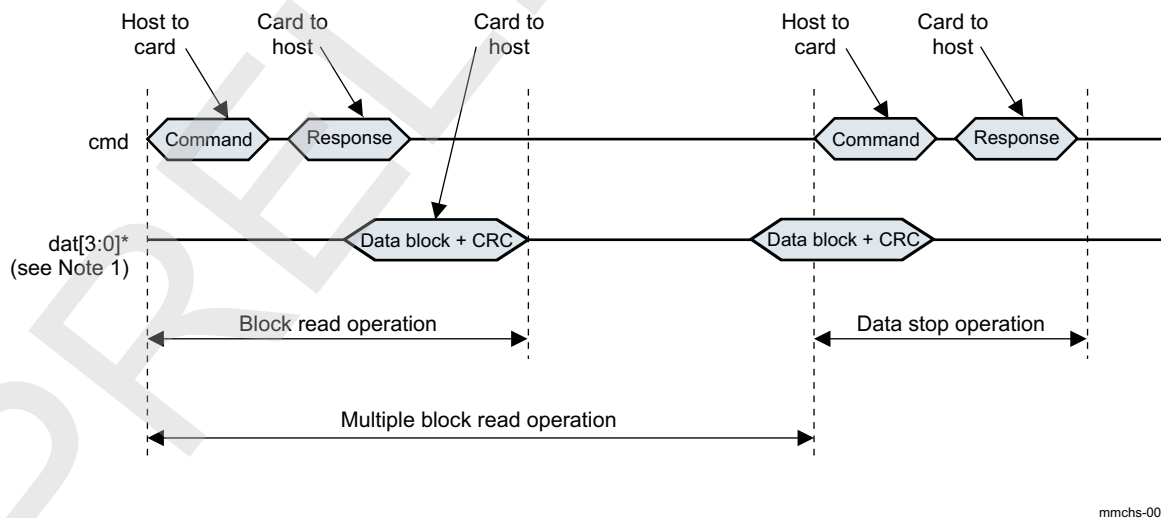 Host to
card
Card to
host
Card to
host
Host to
card
Card to
host
cmd
Command
Response
Command
Response
dat[3:0]*
(see Note 1)
Data block + CRC
Data block + CRC
Block read operation
Data stop operation
Multiple block read operation
mmchs-00